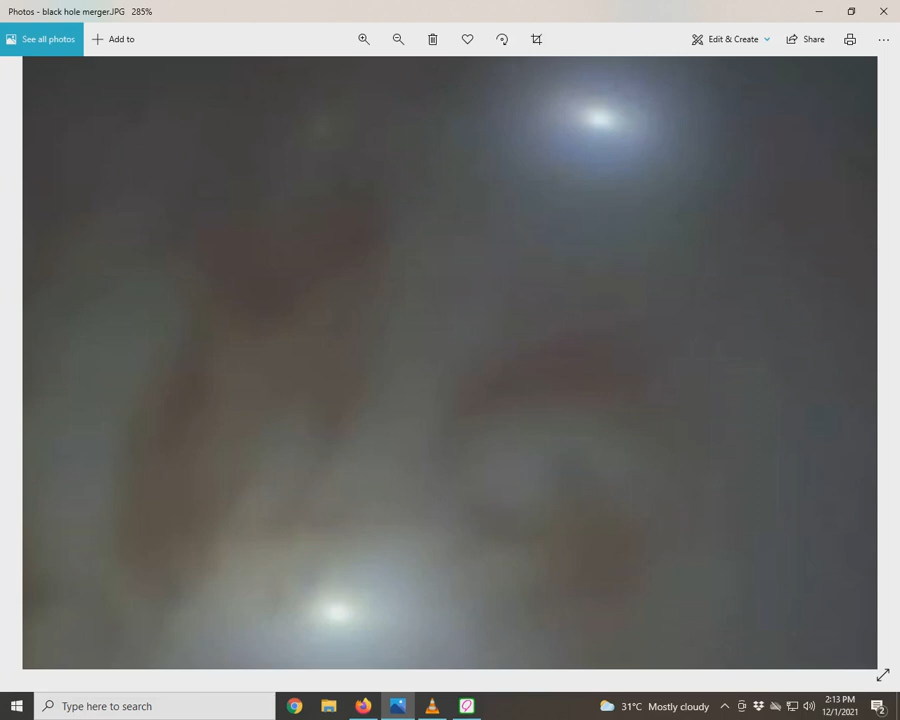 Photos - black hole merger.JPG 285%
See all photos
Add to
Edit & Create
Share
Type here to search
31°C Mostly cloudy
2:13 PM
12/1/2021
2